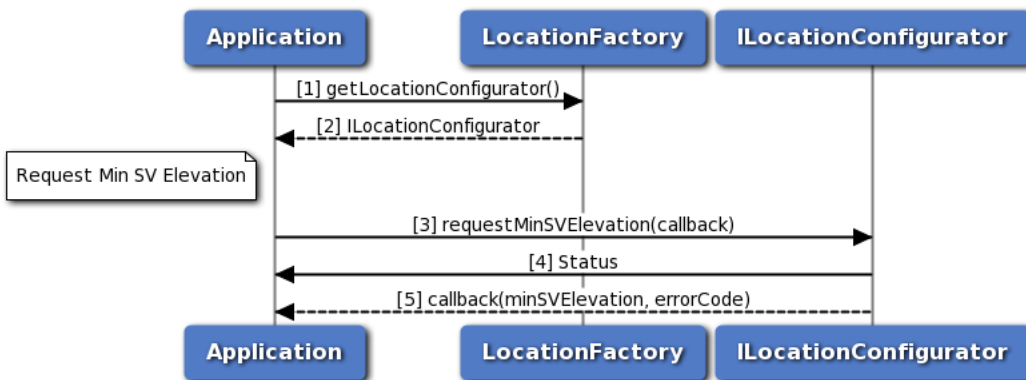 Application
LocationFactory
ILocationConfigurator
[1] getLocationConfigurator()
[2] ILocationConfigurator
Request Min SV Elevation
[3] requestMinSVElevation(callback)
[4] Status
[5] callback(minSVElevation, errorCode)
Application
LocationFactory
ILocationConfigurator